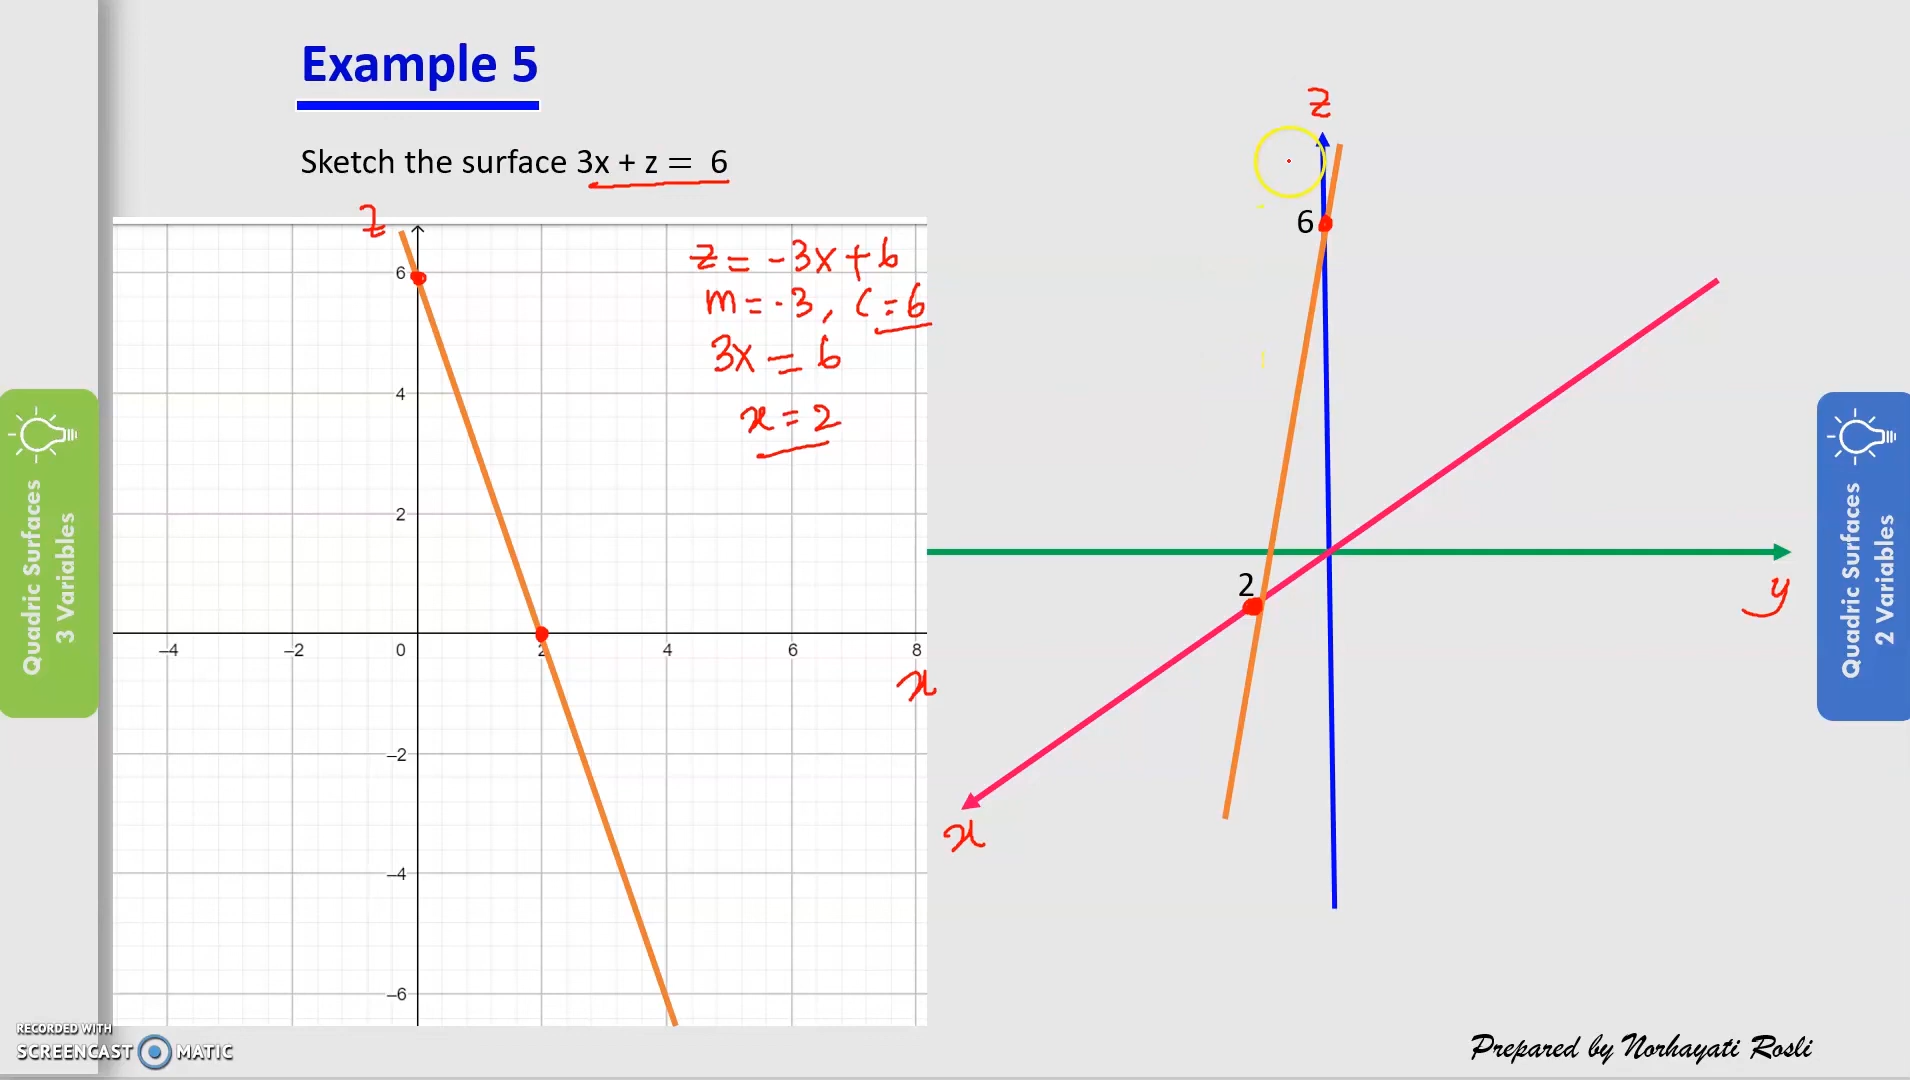 Example 5
Sketch the surface 3x + z = 6
z
z = -3x + 6
m = -3, c = 6
3x = 6
x = 2
6
4
2
-4 -2 0 2 4 6 8
x
-2
-4
-6
z
6
2
y
x
Quadric Surfaces
3 Variables
Quadric Surfaces
2 Variables
RECORDED WITH
SCREENCAST MATIC
Prepared by Norhayati Rosli